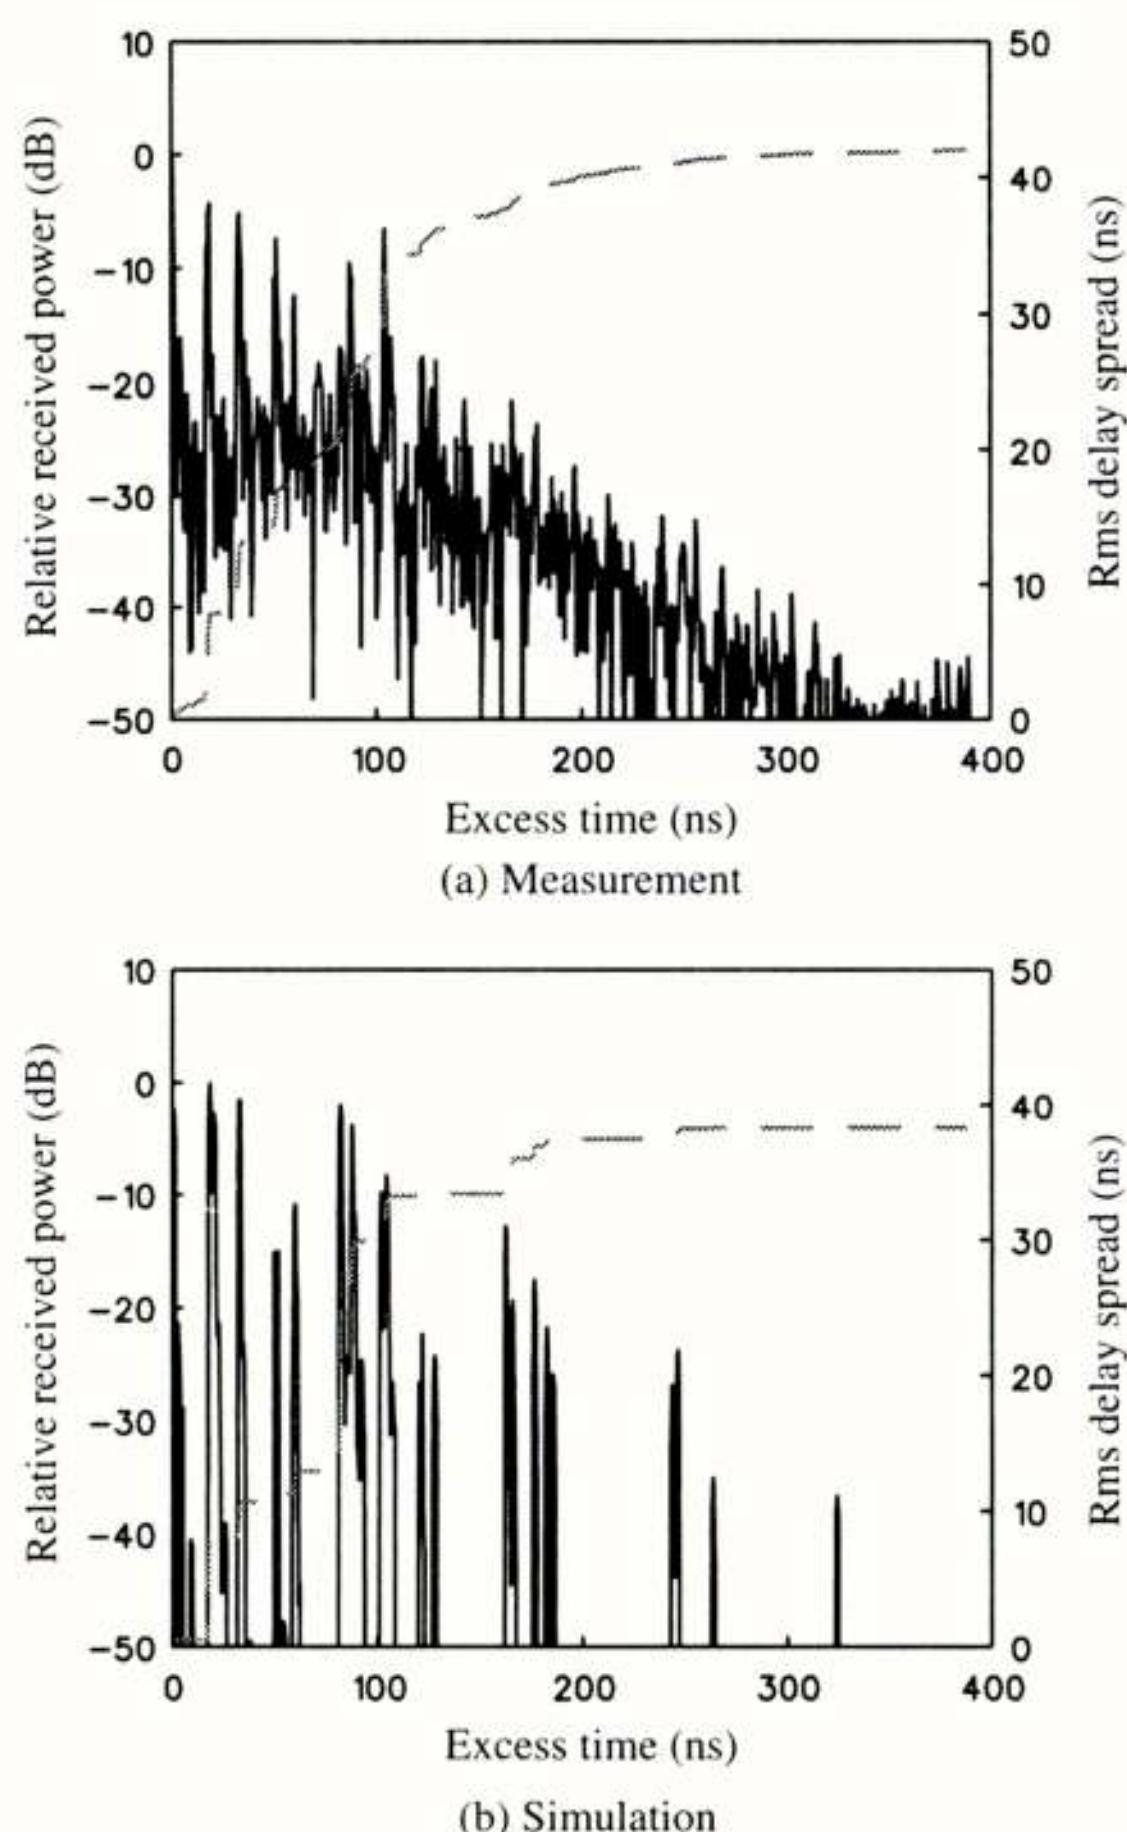 10
0
−10
−20
−30
−40
−50
Relative received power (dB)
50
40
30
20
10
0
Rms delay spread (ns)
0 100 200 300 400
Excess time (ns)
(a) Measurement
10
0
−10
−20
−30
−40
−50
Relative received power (dB)
50
40
30
20
10
0
Rms delay spread (ns)
0 100 200 300 400
Excess time (ns)
(b) Simulation